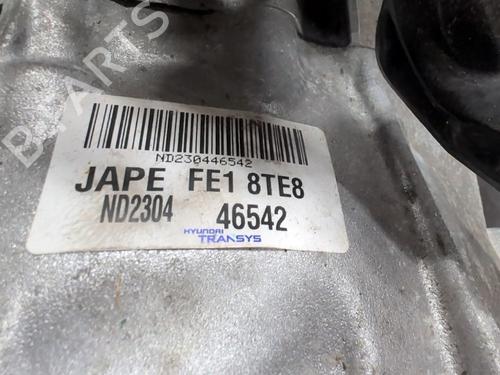 B-PARTS
ND230446542
JAPE FE1 8TE8
ND2304 46542
HYUNDAI
TRANSYS